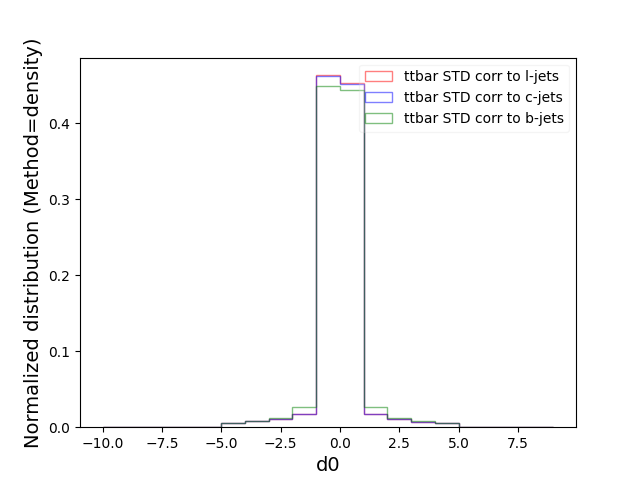 ttbar STD corr to l-jets
ttbar STD corr to c-jets
ttbar STD corr to b-jets
Normalized distribution (Method=density)
0.4
0.3
0.2
0.1
0.0
−10.0 −7.5 −5.0 −2.5 0.0 2.5 5.0 7.5
d0